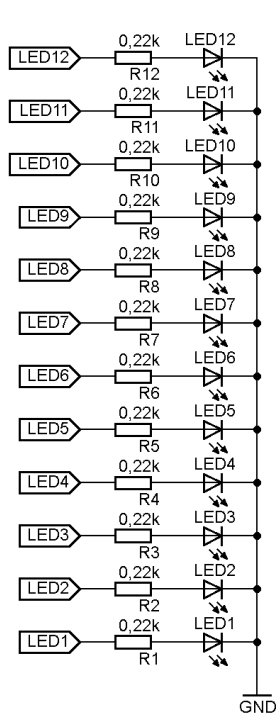 0,22k LED12
LED12
R12
0,22k LED11
LED11
R11
0,22k LED10
LED10
R10
0,22k LED9
LED9
R9
0,22k LED8
LED8
R8
0,22k LED7
LED7
R7
0,22k LED6
LED6
R6
0,22k LED5
LED5
R5
0,22k LED4
LED4
R4
0,22k LED3
LED3
R3
0,22k LED2
LED2
R2
0,22k LED1
LED1
R1
GND